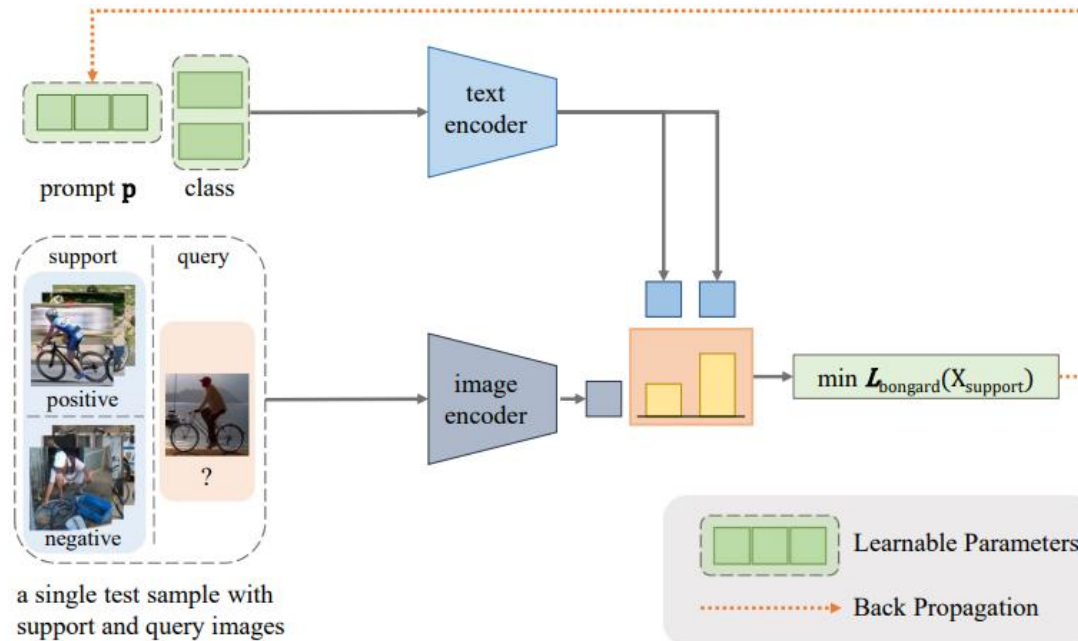 text
encoder
prompt p
class
support
query
positive
negative
?
image
encoder
min L_bongard(X_support)
a single test sample with
support and query images
Learnable Parameters
Back Propagation